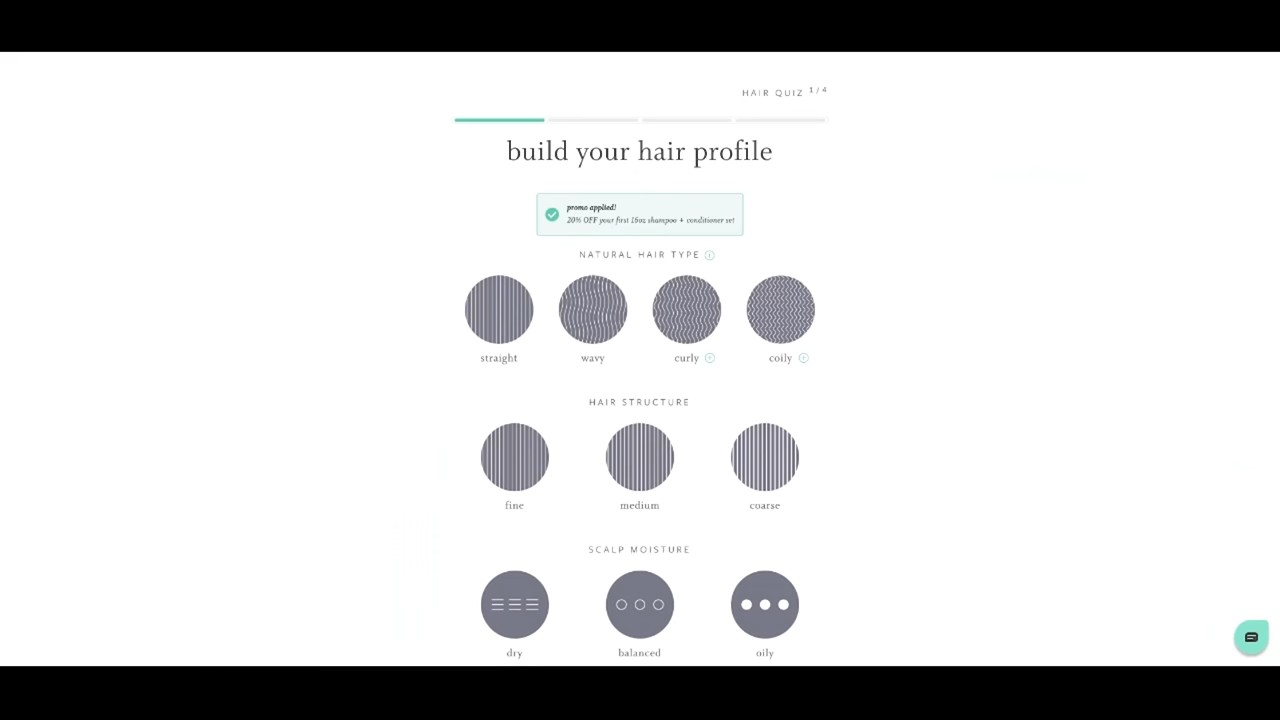 HAIR QUIZ 1/4
build your hair profile
promo applied!
20% OFF your first 16oz shampoo + conditioner set
NATURAL HAIR TYPE
straight wavy curly coily
HAIR STRUCTURE
fine medium coarse
SCALP MOISTURE
dry balanced oily